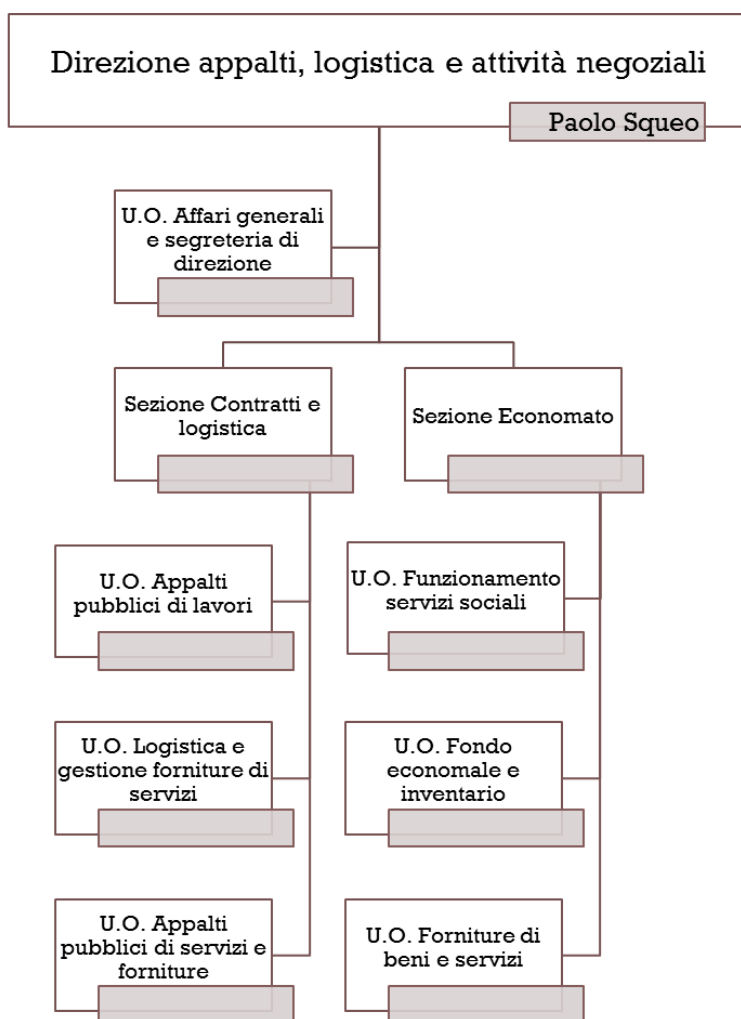 Direzione appalti, logistica e attività negoziali
Paolo Squeo
U.O. Affari generali
e segreteria di
direzione
Sezione Contratti e
logistica
Sezione Economato
U.O. Appalti
pubblici di lavori
U.O. Funzionamento
servizi sociali
U.O. Logistica e
gestione forniture di
servizi
U.O. Fondo
economale e
inventario
U.O. Appalti
pubblici di servizi e
forniture
U.O. Forniture di
beni e servizi